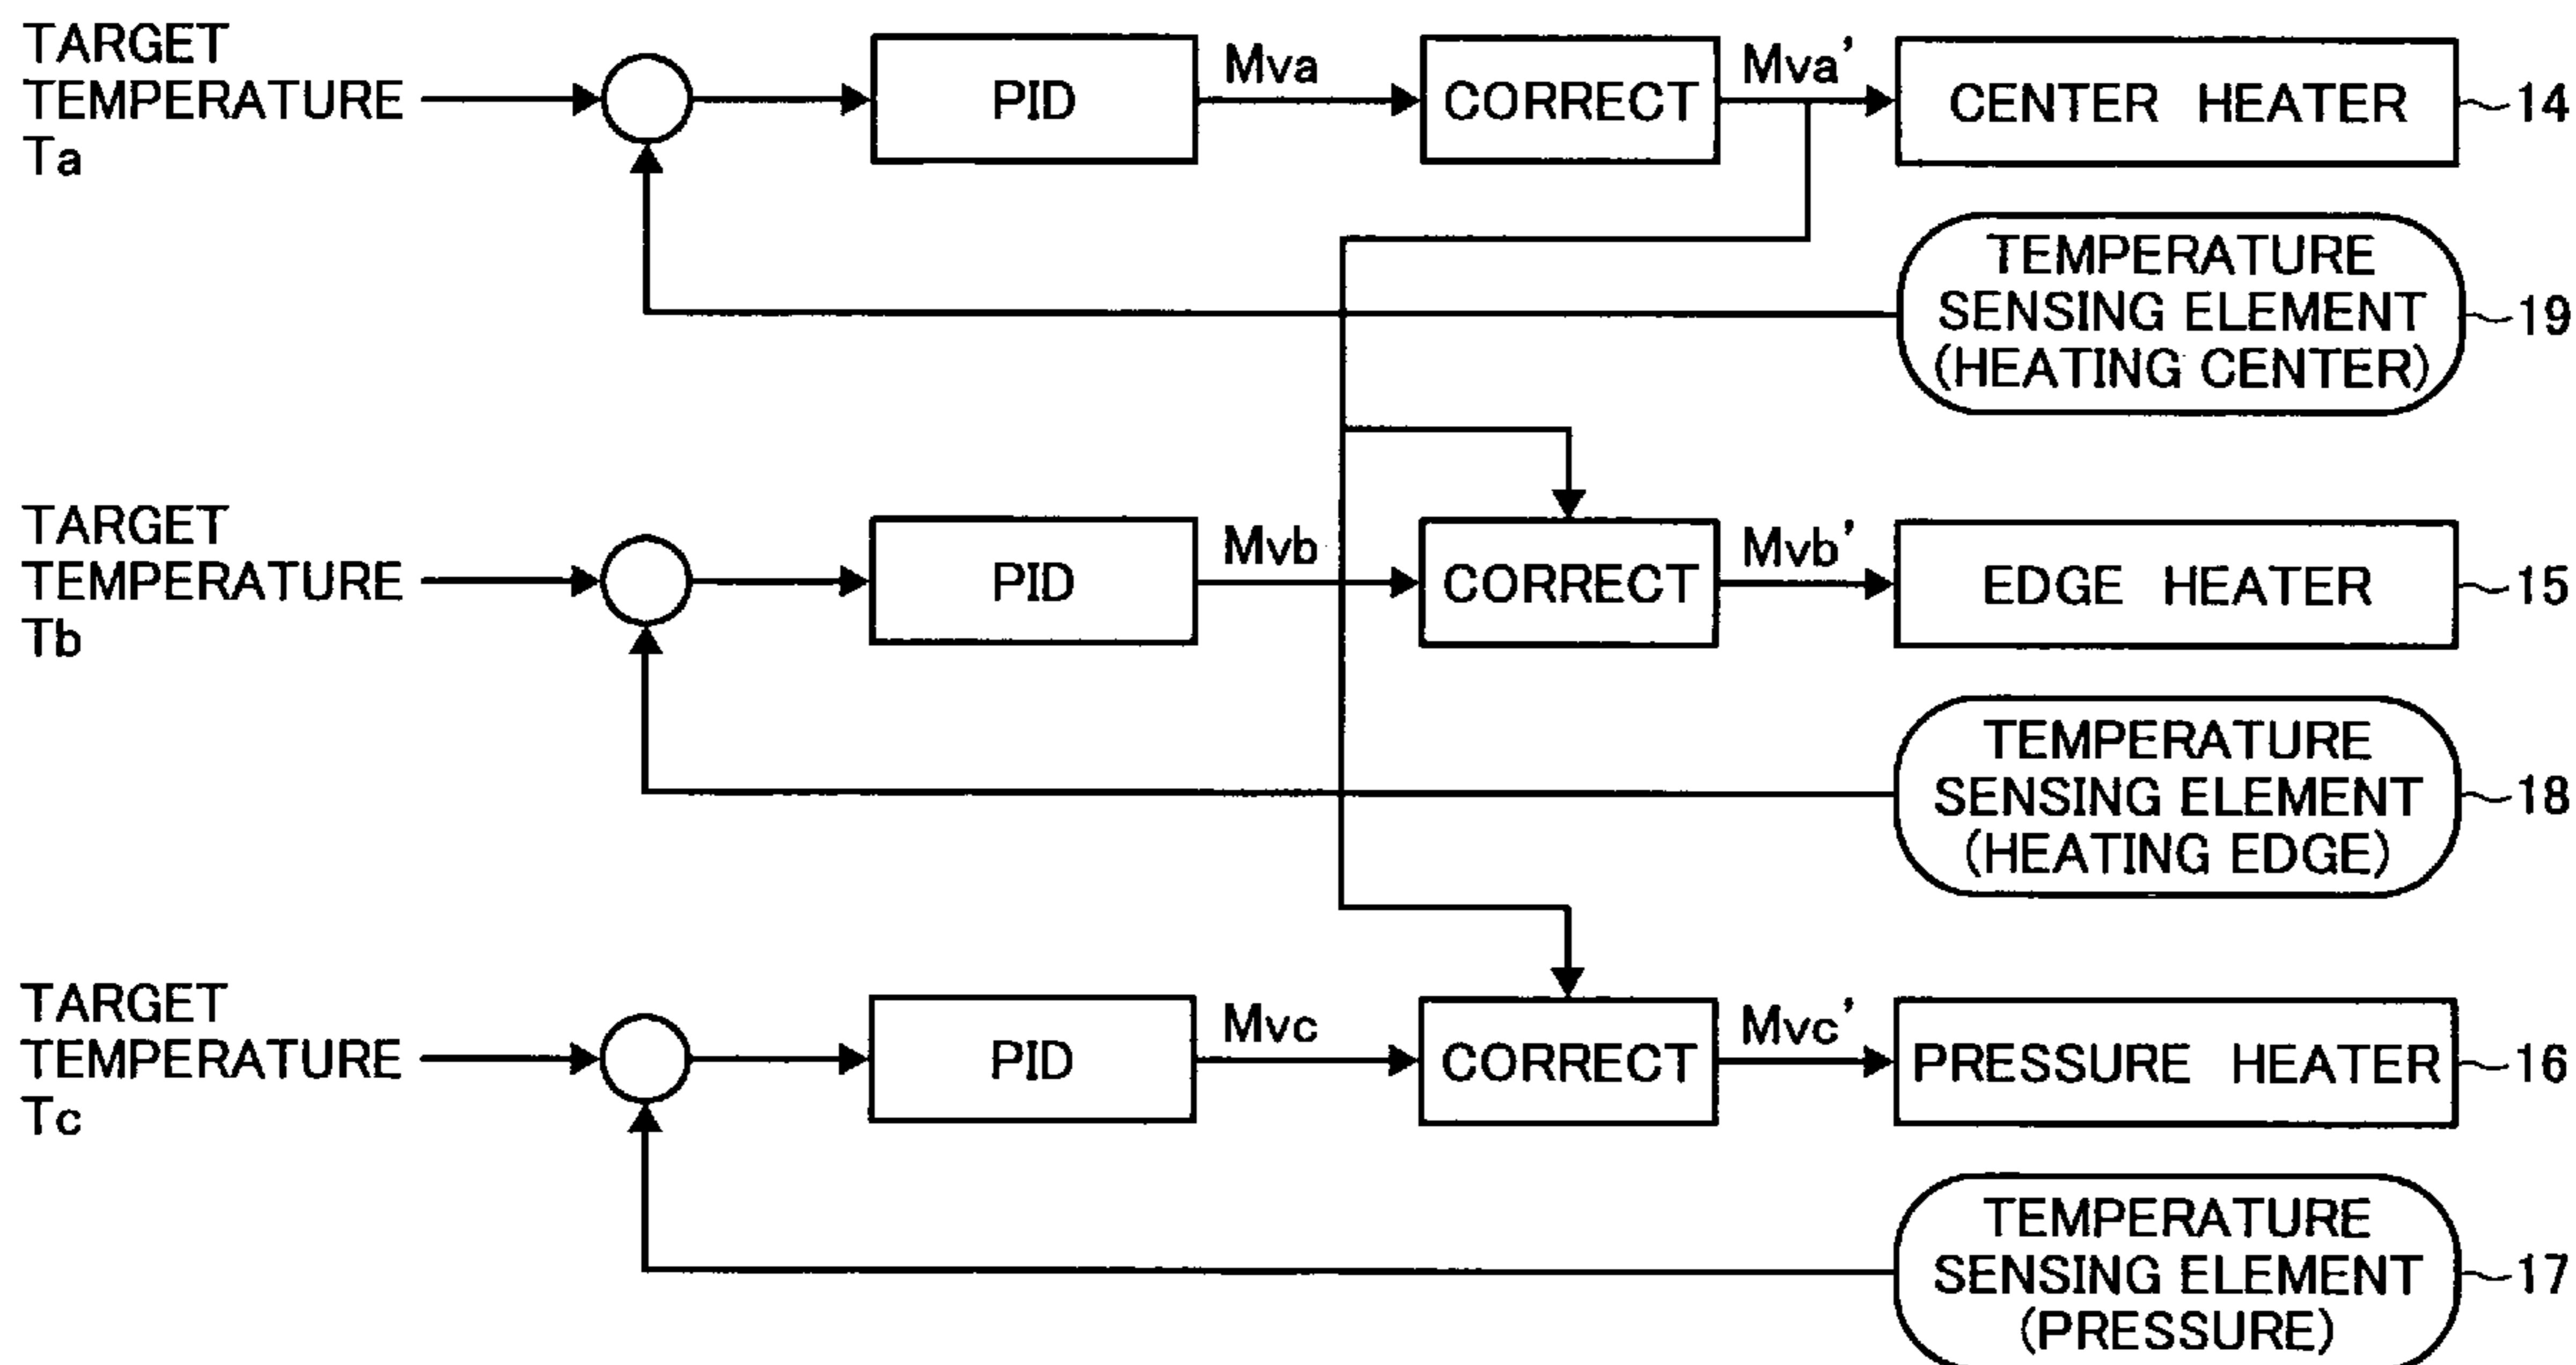 TARGET
TEMPERATURE
Ta
PID
Mva
CORRECT
Mva'
CENTER HEATER
14
TEMPERATURE
SENSING ELEMENT
(HEATING CENTER)
19
TARGET
TEMPERATURE
Tb
PID
Mvb
CORRECT
Mvb'
EDGE HEATER
15
TEMPERATURE
SENSING ELEMENT
(HEATING EDGE)
18
TARGET
TEMPERATURE
Tc
PID
Mvc
CORRECT
Mvc'
PRESSURE HEATER
16
TEMPERATURE
SENSING ELEMENT
(PRESSURE)
17